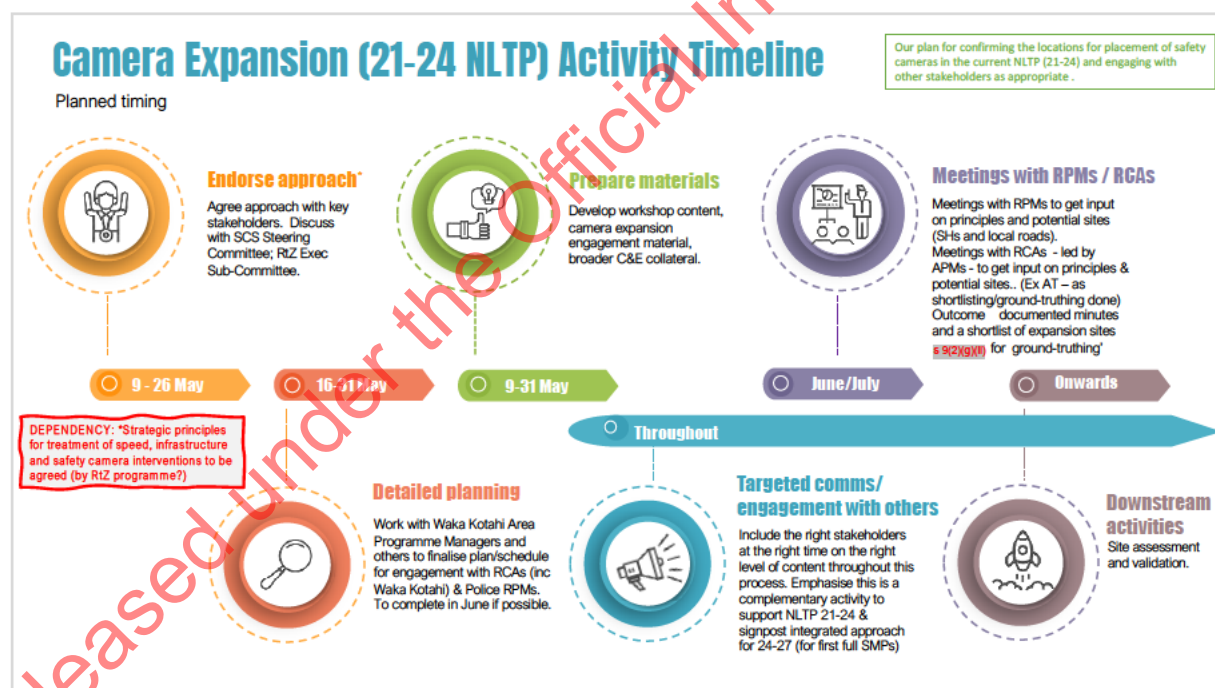 Camera Expansion (21-24 NLTP) Activity Timeline
Planned timing
Our plan for confirming the locations for placement of safety
cameras in the current NLTP (21-24) and engaging with
other stakeholders as appropriate .
Endorse approach*
Agree approach with key
stakeholders. Discuss
with SCS Steering
Committee; RtZ Exec
Sub-Committee.
Prepare materials
Develop workshop content,
camera expansion
engagement material,
broader C&E collateral.
Meetings with RPMs / RCAs
Meetings with RPMs to get input
on principles and potential sites
(SHs and local roads).
Meetings with RCAs - led by
APMs - to get input on principles &
potential sites.. (Ex AT – as
shortlisting/ground-truthing done)
Outcome documented minutes
and a shortlist of expansion sites
s 9(2)(g)(ii) for ground-truthing'
9 - 26 May
16-31 May
9-31 May
June/July
Onwards
Throughout
DEPENDENCY: *Strategic principles
for treatment of speed, infrastructure
and safety camera interventions to be
agreed (by RtZ programme?)
Detailed planning
Work with Waka Kotahi Area
Programme Managers and
others to finalise plan/schedule
for engagement with RCAs (inc
Waka Kotahi) & Police RPMs.
To complete in June if possible.
Targeted comms/
engagement with others
Include the right stakeholders
at the right time on the right
level of content throughout this
process. Emphasise this is a
complementary activity to
support NLTP 21-24 &
signpost integrated approach
for 24-27 (for first full SMPs)
Downstream
activities
Site assessment
and validation.
leased under the Official In